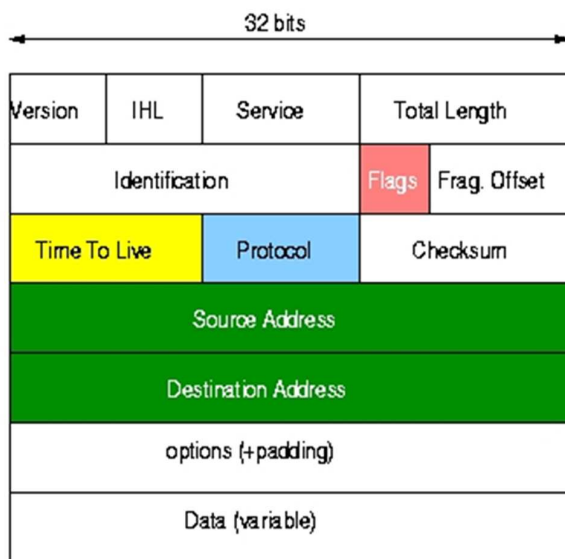 32 bits
Version IHL Service Total Length
Identification Flags Frag. Offset
Time To Live Protocol Checksum
Source Address
Destination Address
options (+padding)
Data (variable)